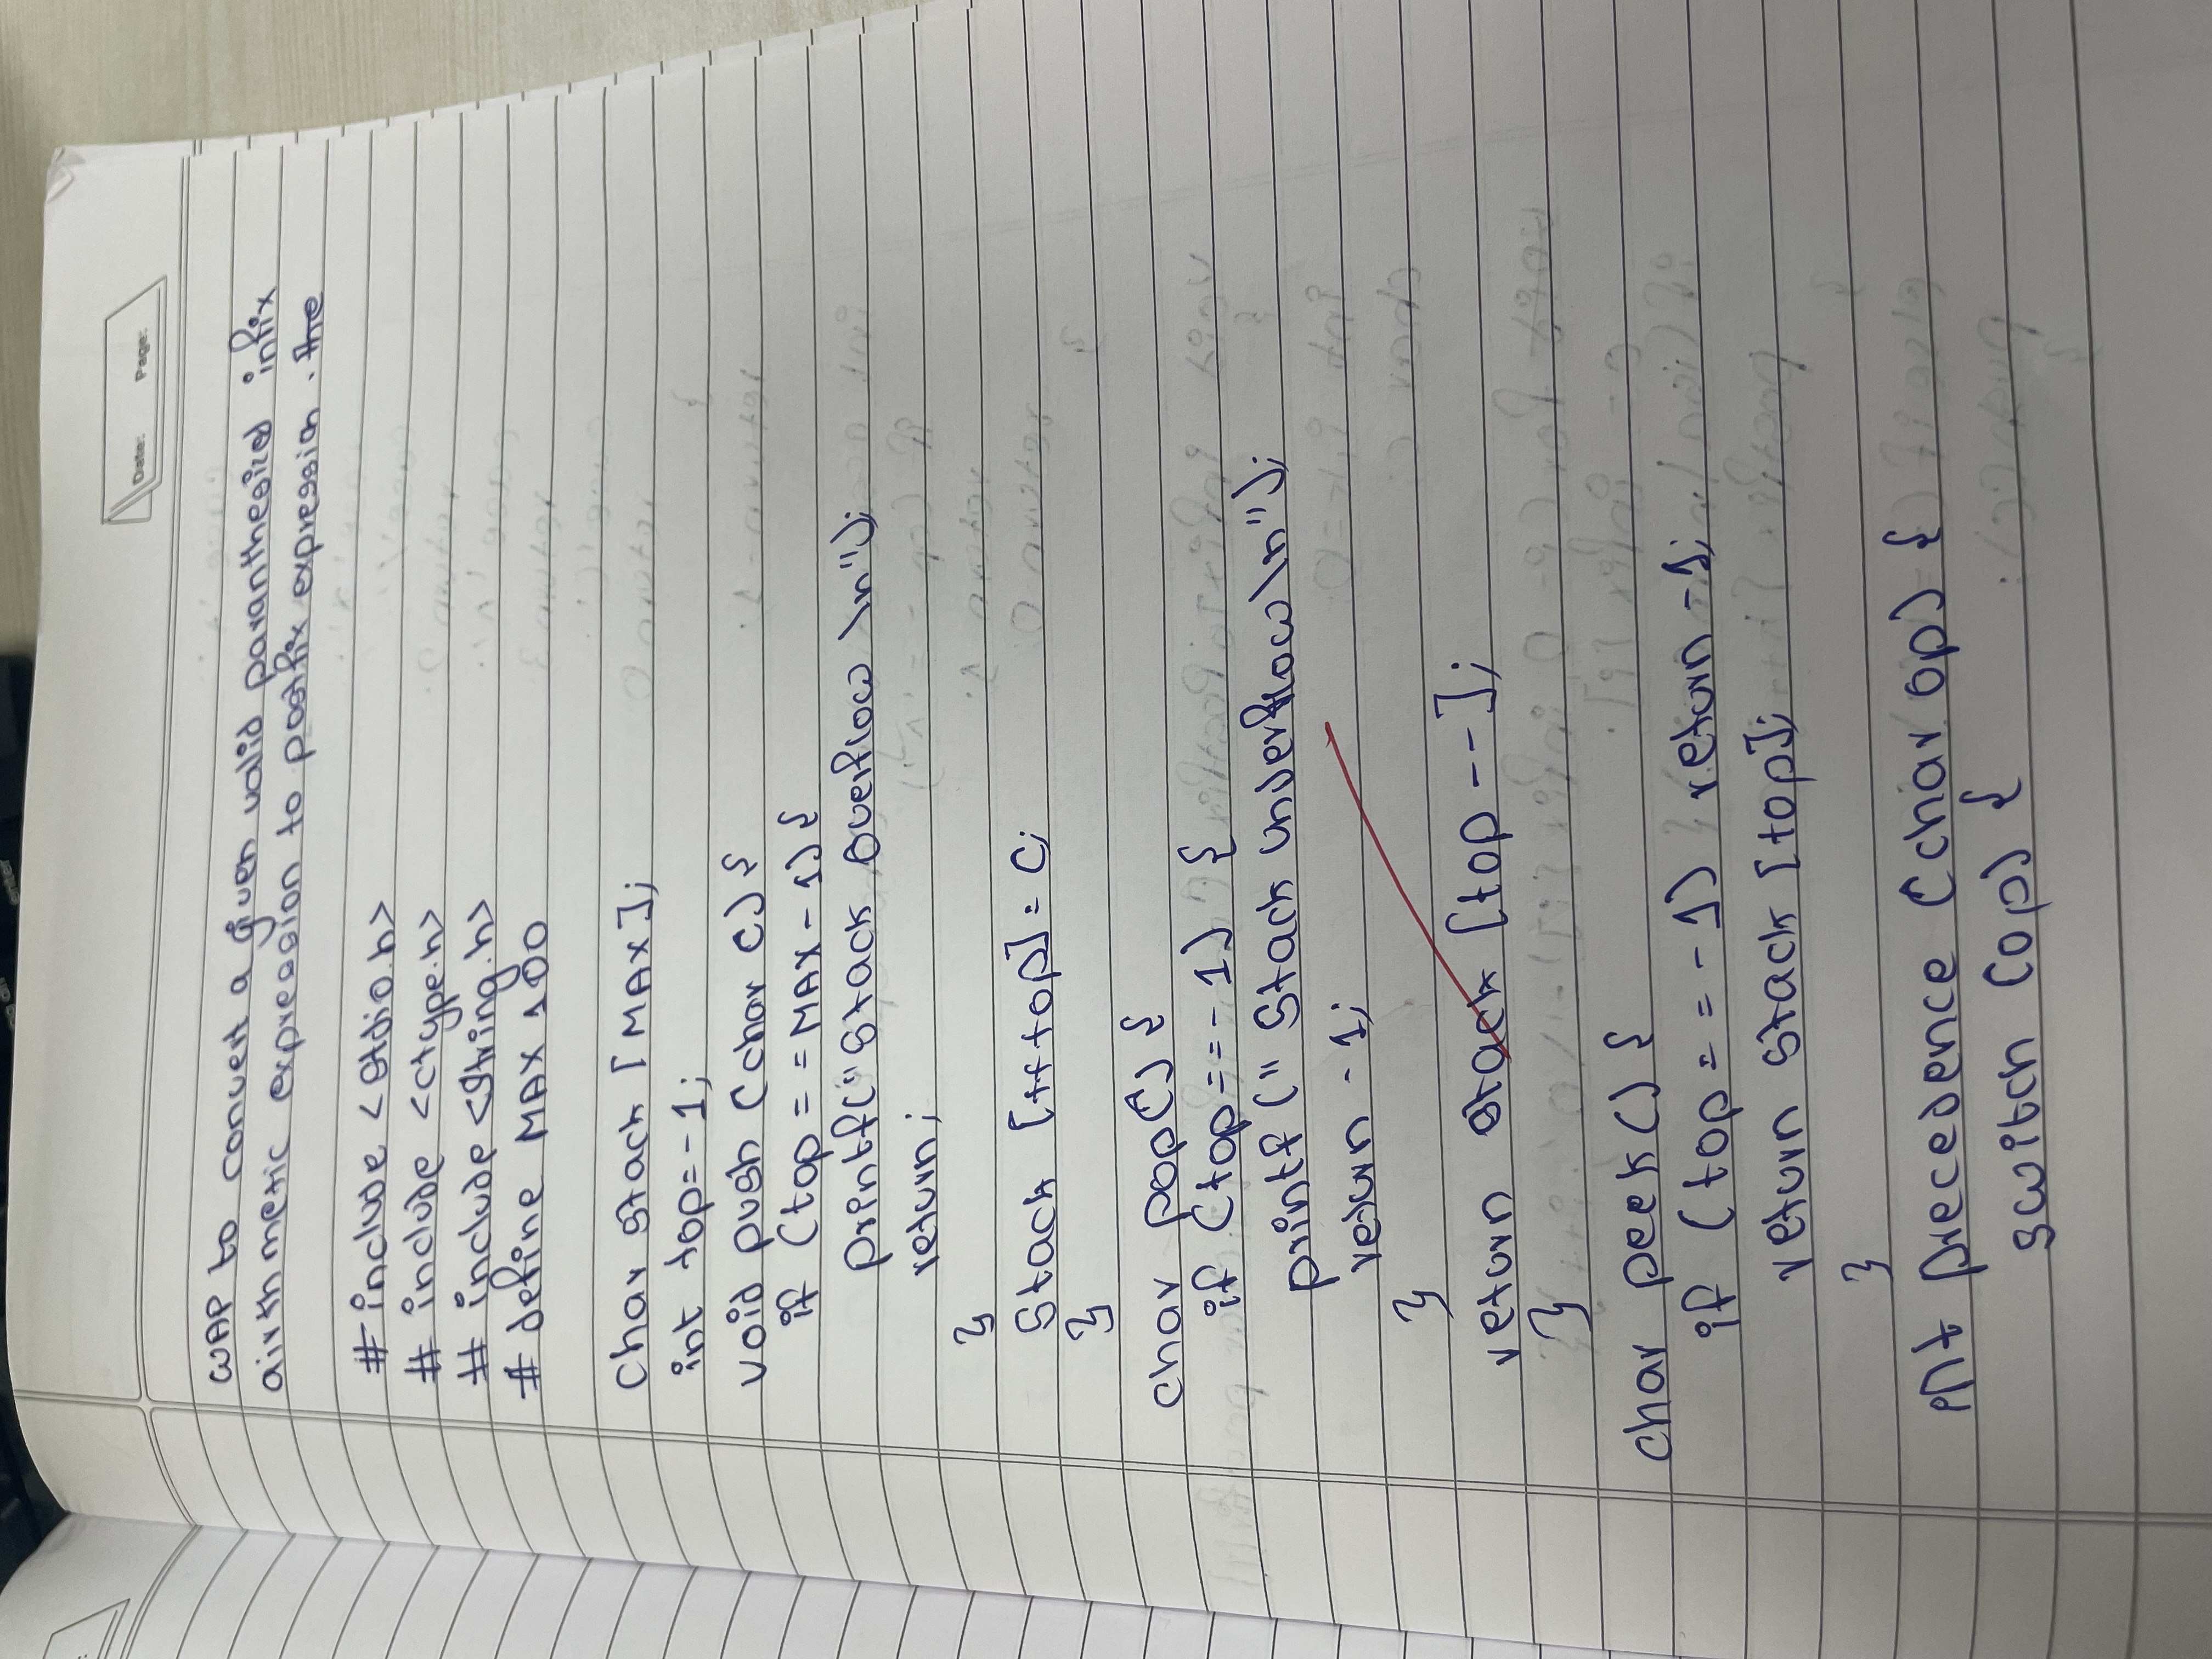 Date: Page:
WAP to convert a given valid paranthesized infix
airthmetic expression to postfix expression. the
# include <stdio.h>
# include <ctype.h>
# include <string.h>
# define MAX 100
Char stack [MAX];
int top=-1;
void push (char c) {
if (top = =MAX-1) {
printf("Stack Overflow \n");
return;
}
Stack [++top] = c;
}
char pop() {
if (top==-1) {
printf (" Stack Underflow \n");
return -1;
}
return stack [top --];
}
char peek() {
if (top = = -1) return -1;
return stack [top];
}
int precedence (char op) {
switch (op) {